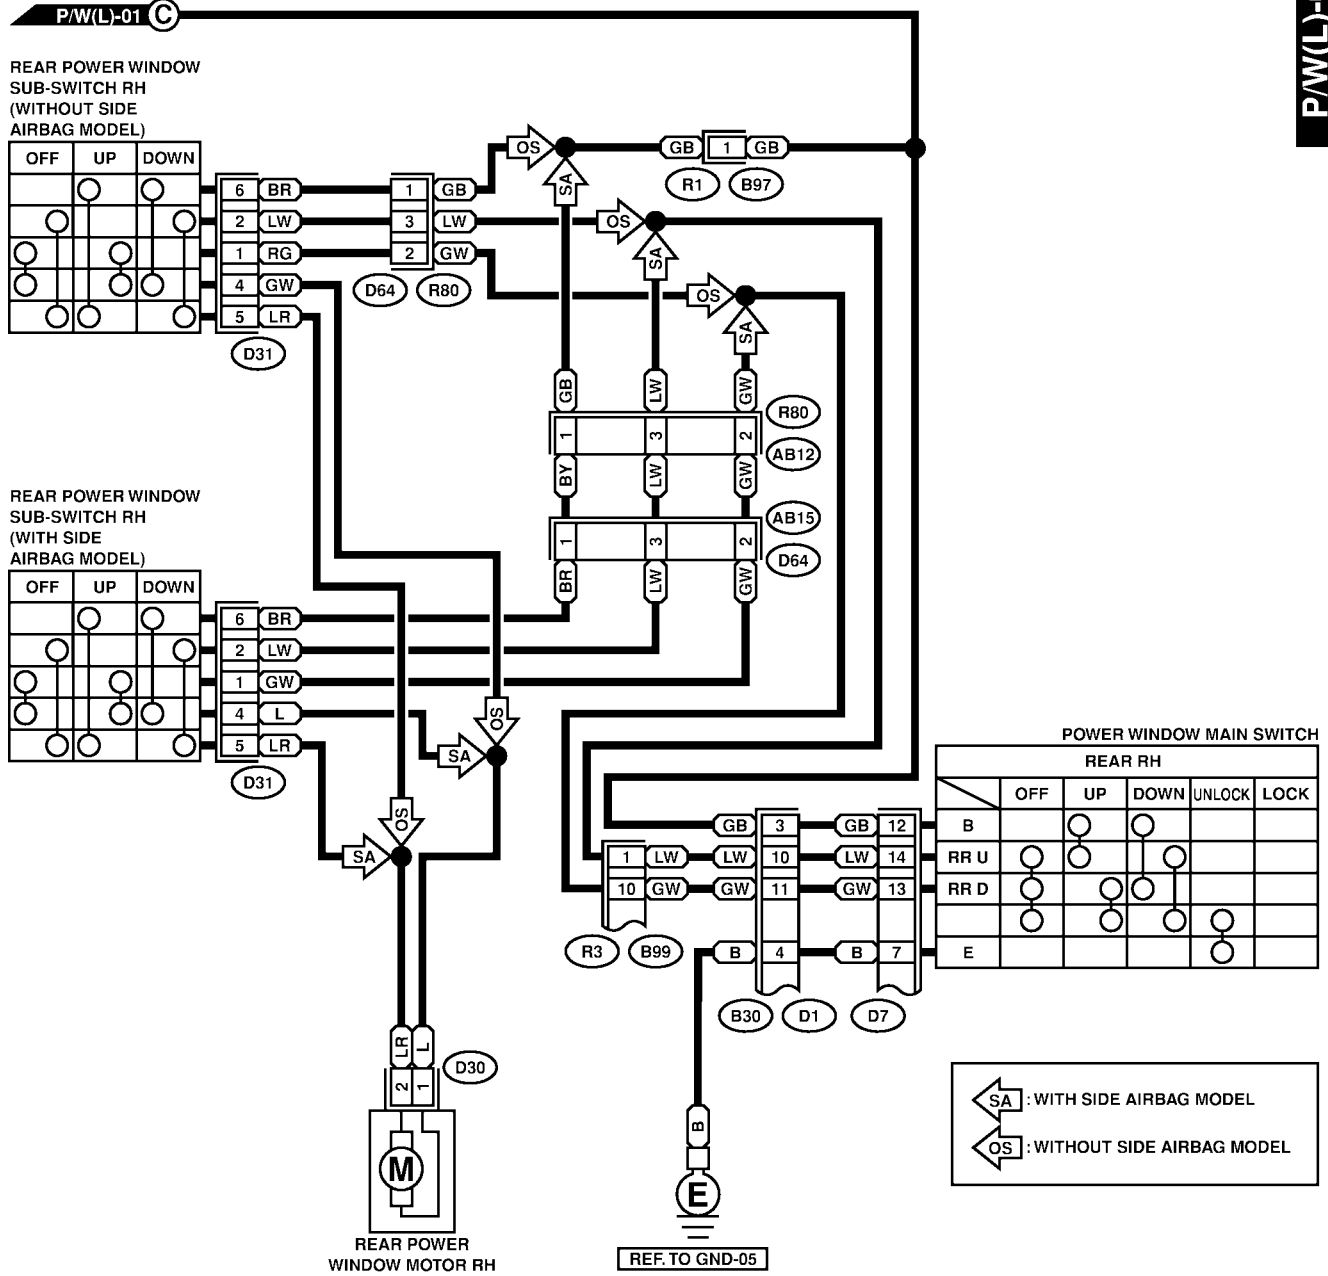 P/W(L)-01 C
P/W(L)-
REAR POWER WINDOW
SUB-SWITCH RH
(WITHOUT SIDE
AIRBAG MODEL)
OFF UP DOWN
6 BR
2 LW
1 RG
4 GW
5 LR
D31
1 GB
3 LW
2 GW
D64 R80
OS
SA
GB 1 GB
R1 B97
OS
SA
OS
SA
GB LW GW
R80
1 3 2
AB12
BY LW GW
AB15
1 3 2
D64
BR LW GW
REAR POWER WINDOW
SUB-SWITCH RH
(WITH SIDE
AIRBAG MODEL)
OFF UP DOWN
6 BR
2 LW
1 GW
4 L
5 LR
D31
OS
SA
OS
SA
POWER WINDOW MAIN SWITCH
REAR RH
OFF UP DOWN UNLOCK LOCK
GB 3 GB 12 B
1 LW LW 10 LW 14 RR U
10 GW GW 11 GW 13 RR D
B 4 B 7 E
R3 B99
B30 D1 D7
LR L
D30
2 1
M
REAR POWER
WINDOW MOTOR RH
B
E
REF. TO GND-05
SA : WITH SIDE AIRBAG MODEL
OS : WITHOUT SIDE AIRBAG MODEL